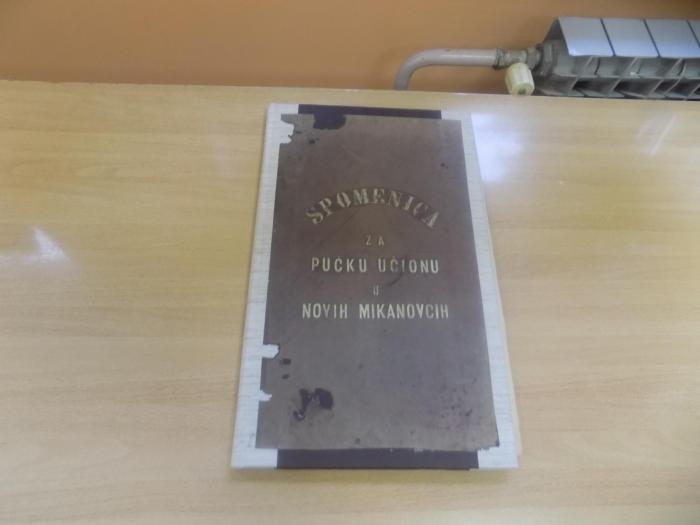 SPOMENICA
ZA
PUČKU UČIONU
U
NOVIH MIKANOVCIH